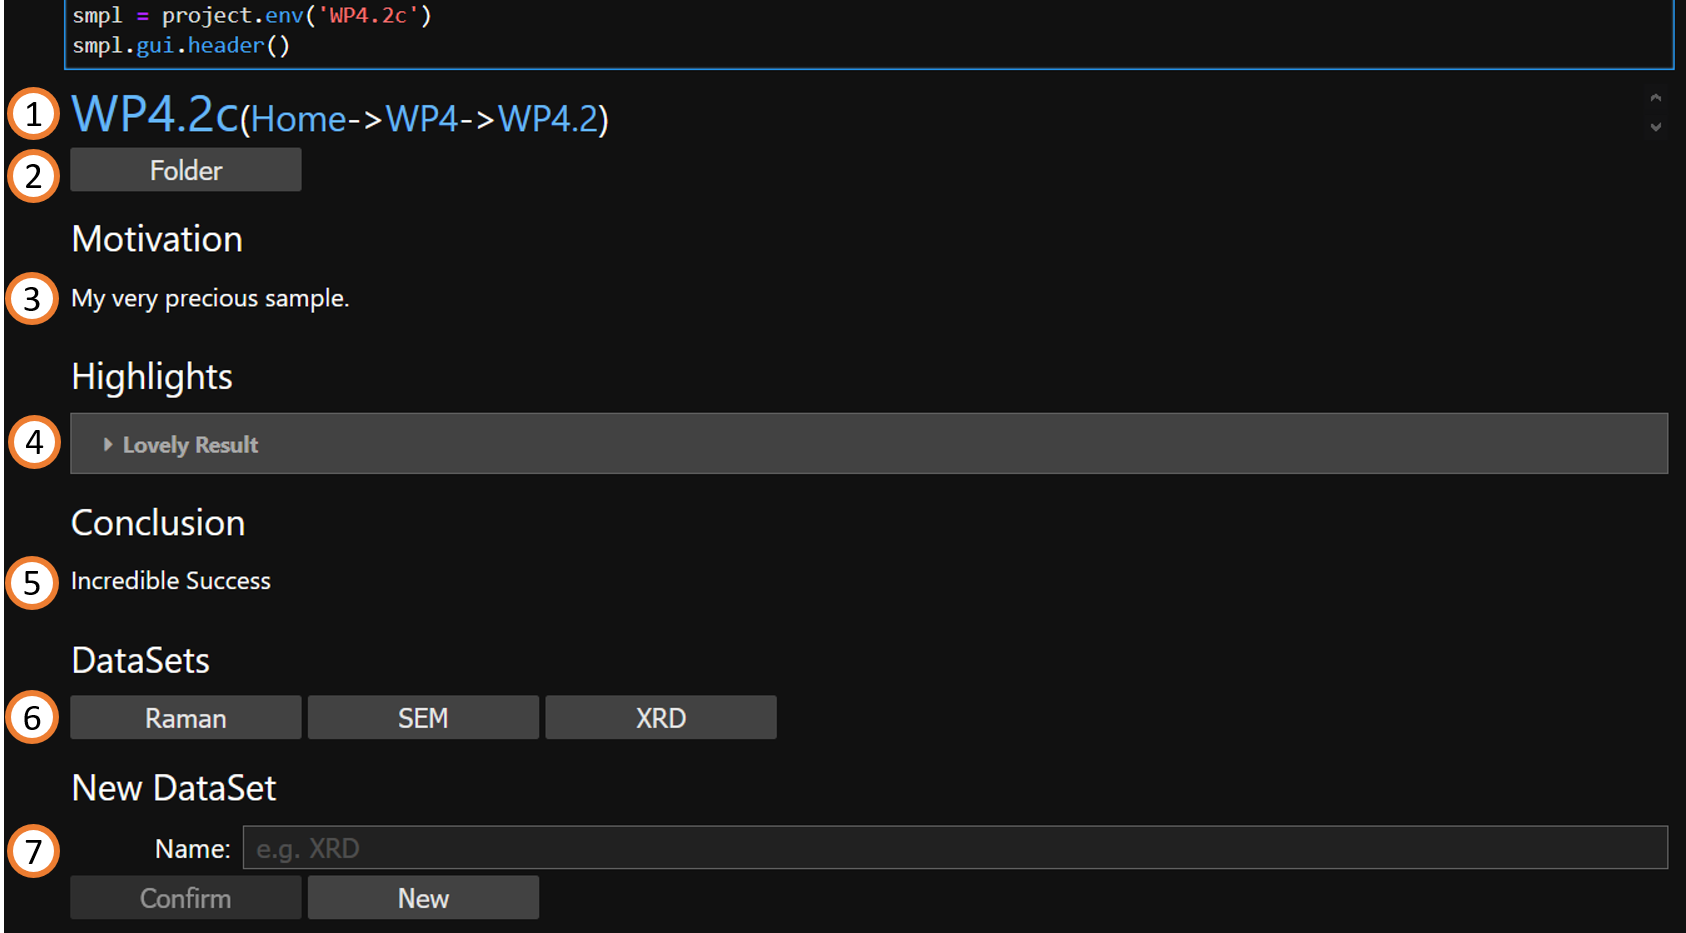 smpl = project.env('WP4.2c')
smpl.gui.header()
1 WP4.2c(Home->WP4->WP4.2)
2 Folder
Motivation
3 My very precious sample.
Highlights
4 Lovely Result
Conclusion
5 Incredible Success
DataSets
6 Raman SEM XRD
New DataSet
7 Name: e.g. XRD
Confirm New